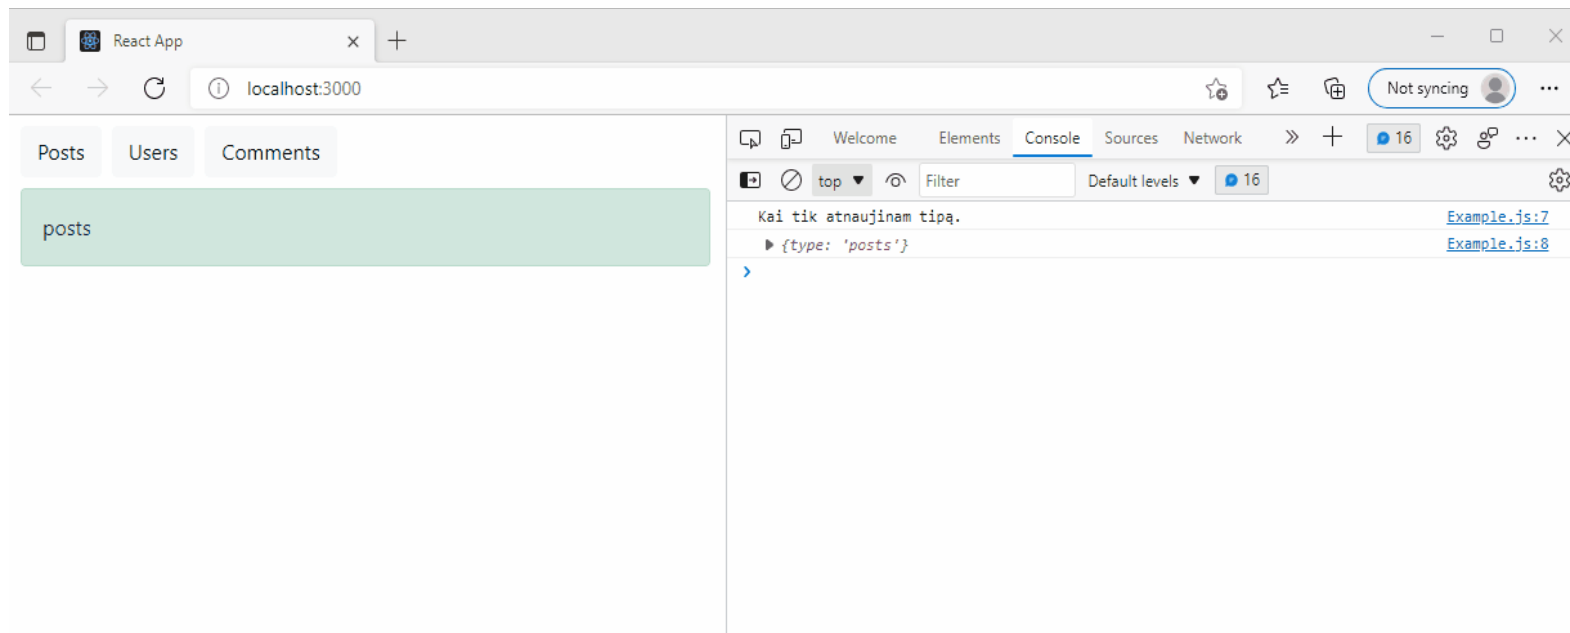 React App
localhost:3000
Not syncing
Posts Users Comments
posts
Welcome Elements Console Sources Network 16
top Filter Default levels 16
Kai tik atnaujinam tipą. Example.js:7
{type: 'posts'} Example.js:8